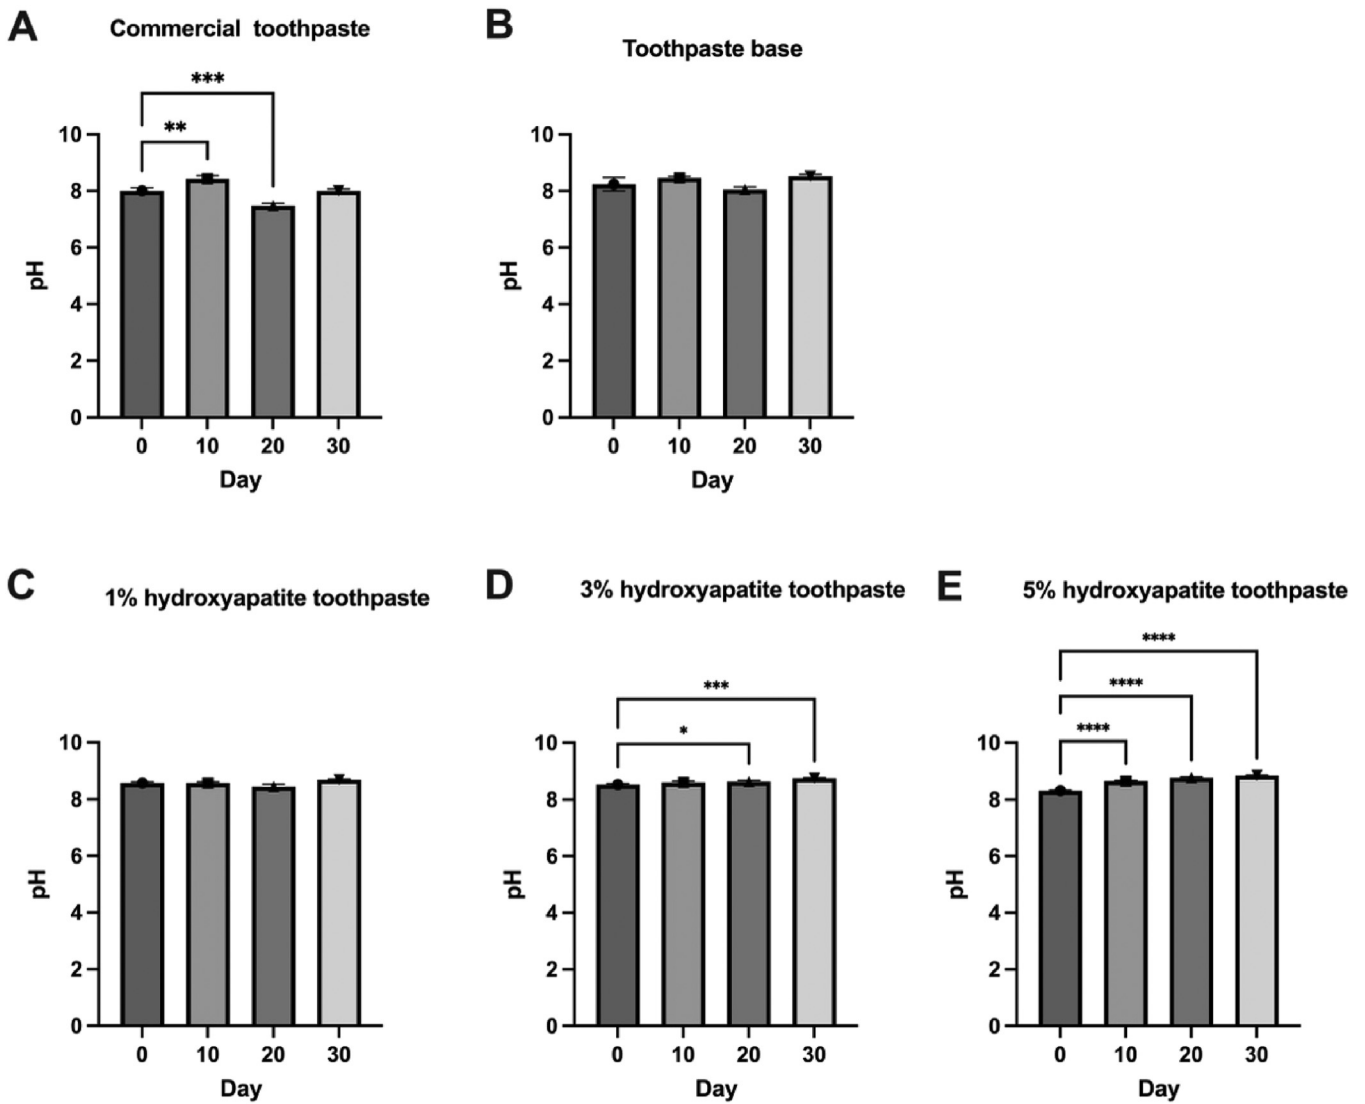 A
Commercial toothpaste
***
**
10
8
6
4
2
0
pH
0 10 20 30
Day
B
Toothpaste base
10
8
6
4
2
0
pH
0 10 20 30
Day
C
1% hydroxyapatite toothpaste
10
8
6
4
2
0
pH
0 10 20 30
Day
D
3% hydroxyapatite toothpaste
***
*
10
8
6
4
2
0
pH
0 10 20 30
Day
E
5% hydroxyapatite toothpaste
****
****
****
10
8
6
4
2
0
pH
0 10 20 30
Day